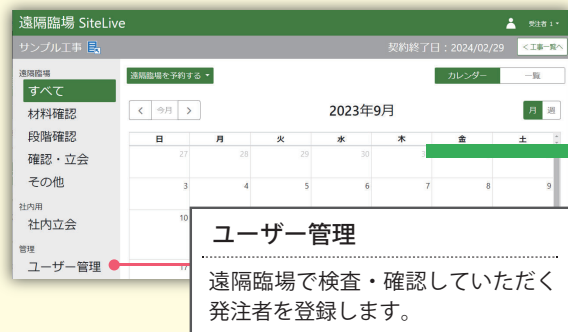 遠隔臨場 SiteLive
受注者 1
サンプル工事
契約終了日：2024/02/29
<工事一覧へ
遠隔臨場
すべて
材料確認
段階確認
確認・立会
その他
社内用
社内立会
管理
ユーザー管理
遠隔臨場を予約する
カレンダー
一覧
< 今月 >
2023年9月
月 週
日 月 火 水 木 金 土
27 28 29 30
3 4 5 6 7 8 9
10
17
ユーザー管理
遠隔臨場で検査・確認していただく
発注者を登録します。